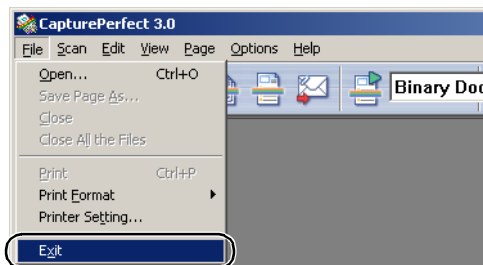 CapturePerfect 3.0
File Scan Edit View Page Options Help
Open... Ctrl+O
Save Page As...
Close
Close All the Files
Print Ctrl+P
Print Format
Printer Setting...
Exit
Binary Doc